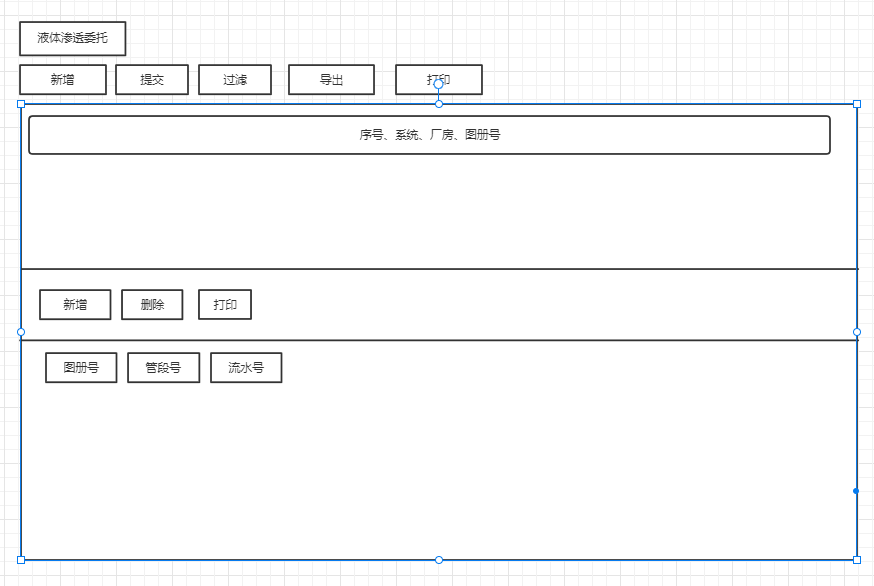 液体渗透委托
新增 提交 过滤 导出 打印
序号、系统、厂房、图册号
新增 删除 打印
图册号 管段号 流水号